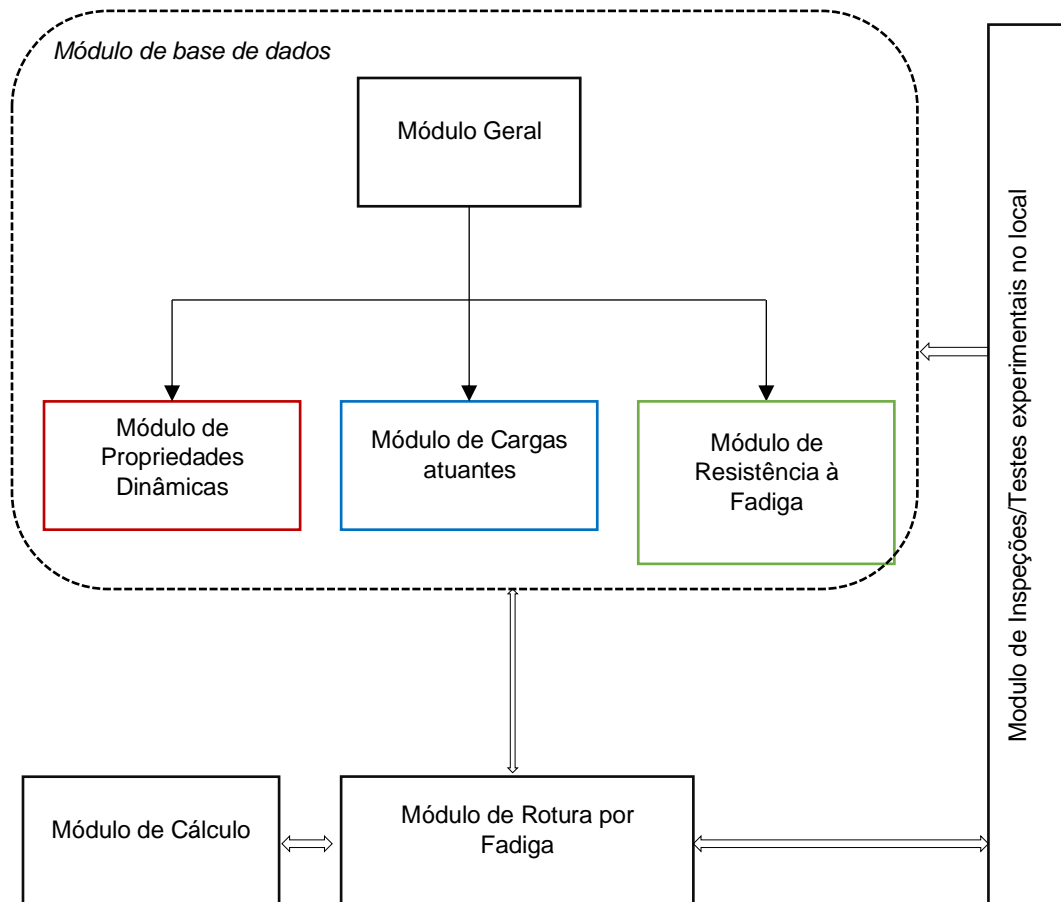 Módulo de base de dados
Módulo Geral
Módulo de
Propriedades
Dinâmicas
Módulo de Cargas
atuantes
Módulo de
Resistência à
Fadiga
Modulo de Inspeções/Testes experimentais no local
Módulo de Cálculo
Módulo de Rotura por
Fadiga